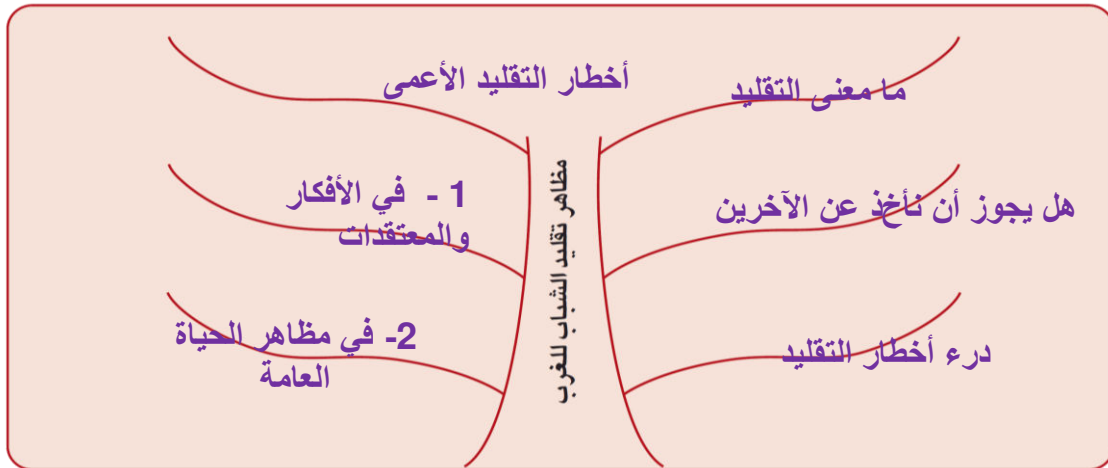 ما معنى التقليد
أخطار التقليد الأعمى
هل يجوز أن نأخذ عن الآخرين
1 - في الأفكار
والمعتقدات
درء أخطار التقليد
2- في مظاهر الحياة
العامة
مظاهر تقليد الشباب للغرب